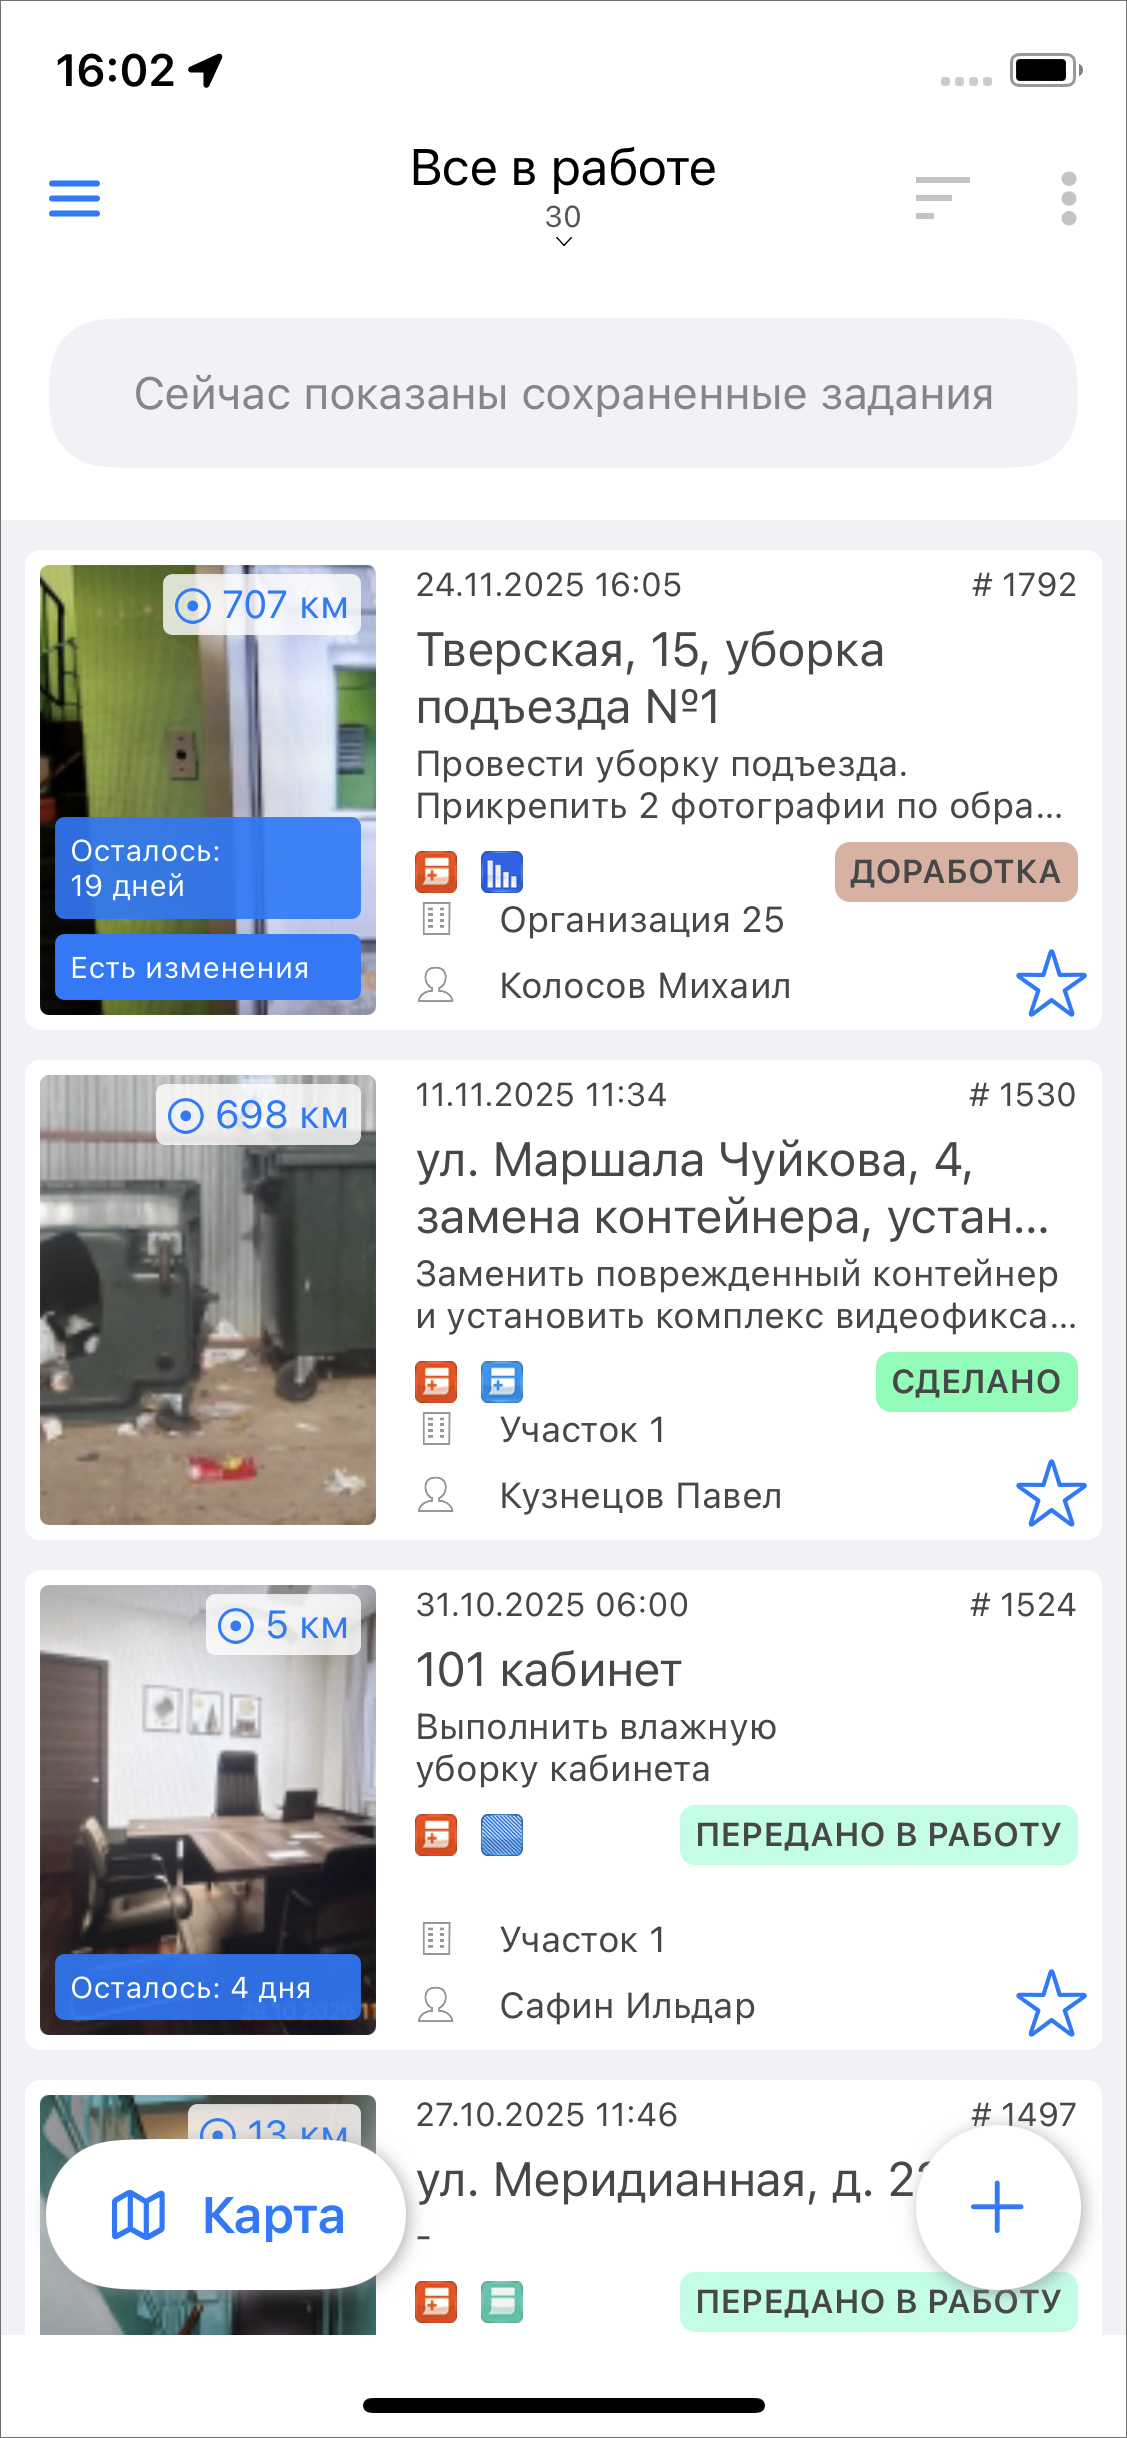 16:02
Все в работе
30
Сейчас показаны сохраненные задания
707 км
24.11.2025 16:05
# 1792
Тверская, 15, уборка
подъезда №1
Провести уборку подъезда.
Прикрепить 2 фотографии по обра...
Осталось:
19 дней
ДОРАБОТКА
Организация 25
Есть изменения
Колосов Михаил
698 км
11.11.2025 11:34
# 1530
ул. Маршала Чуйкова, 4,
замена контейнера, устан...
Заменить поврежденный контейнер
и установить комплекс видеофикса...
СДЕЛАНО
Участок 1
Кузнецов Павел
5 км
31.10.2025 06:00
# 1524
101 кабинет
Выполнить влажную
уборку кабинета
ПЕРЕДАНО В РАБОТУ
Участок 1
Осталось: 4 дня
Сафин Ильдар
13 км
27.10.2025 11:46
# 1497
ул. Меридианная, д.
-
Карта
ПЕРЕДАНО В РАБОТУ